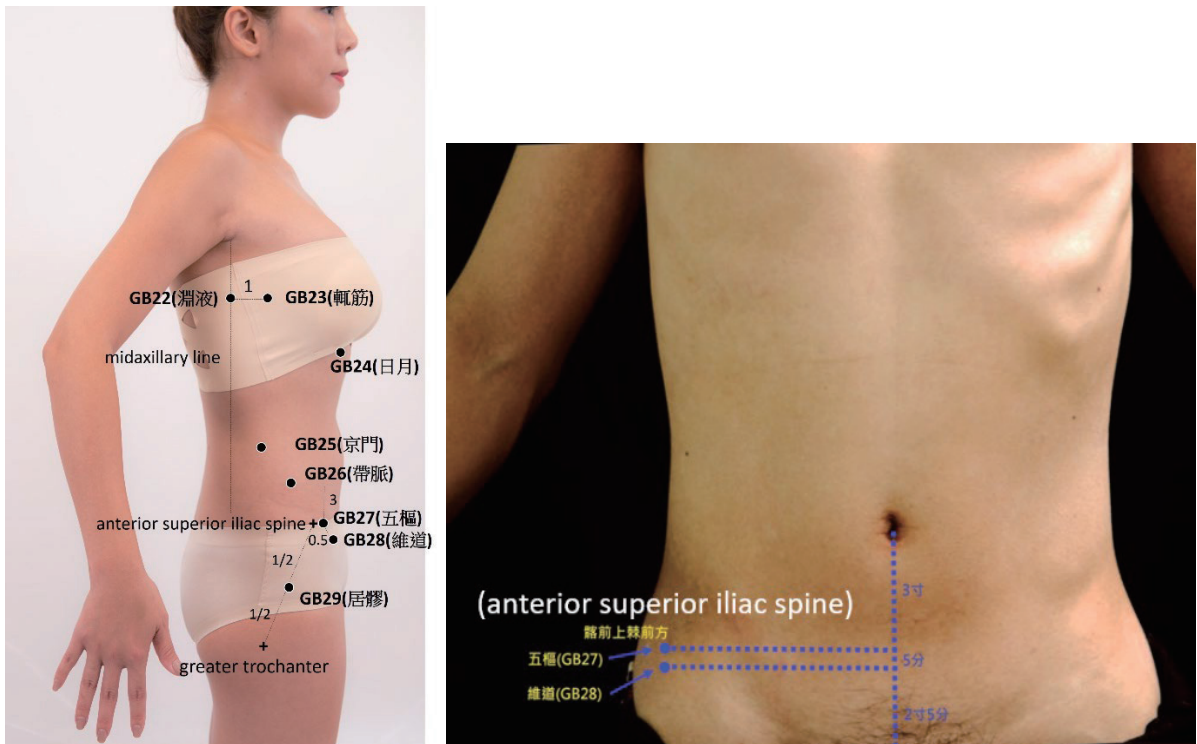 1
GB22(淵液)
GB23(輒筋)
midaxillary line
GB24(日月)
GB25(京門)
GB26(帶脈)
3
anterior superior iliac spine
GB27(五樞)
0.5
GB28(維道)
1/2
GB29(居髎)
1/2
greater trochanter
3寸
(anterior superior iliac spine)
髂前上棘前方
五樞(GB27)
5分
維道(GB28)
2寸5分